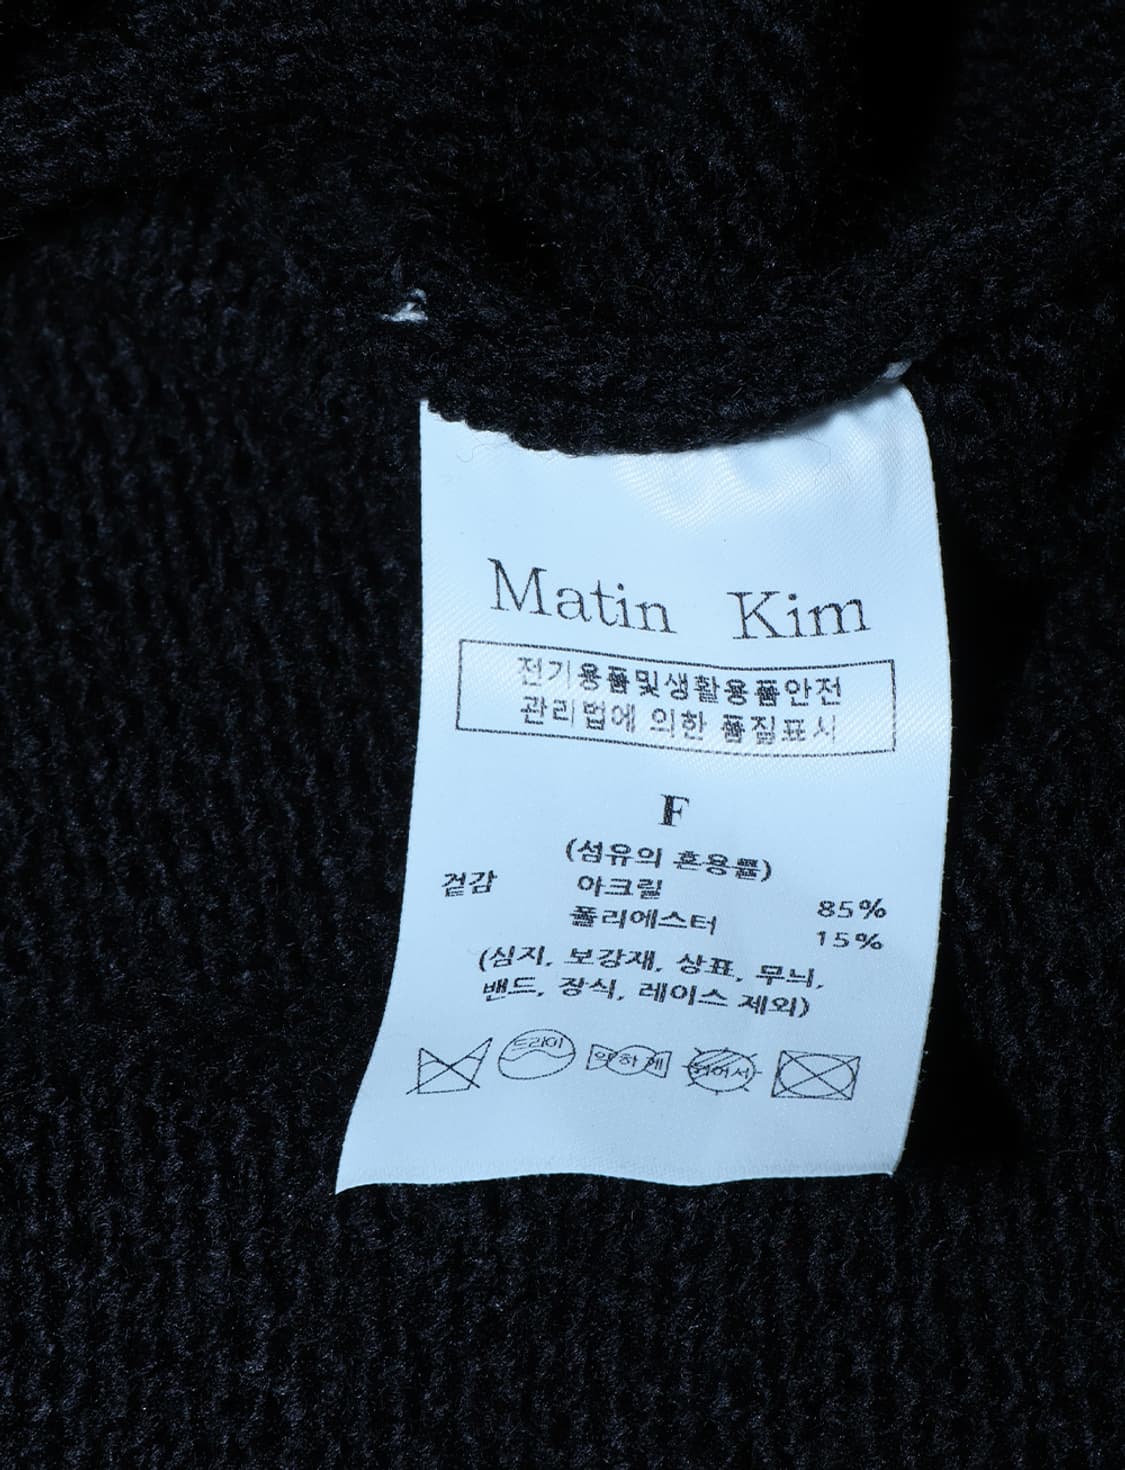 Matin Kim
전기용품및생활용품안전
관리법에 의한 품질표시
F
(섬유의 혼용률)
겉감 아크릴 85%
폴리에스터 15%
(심지, 보강재, 상표, 무늬,
밴드, 장식, 레이스 제외)
드라이 약하게 뉘어서